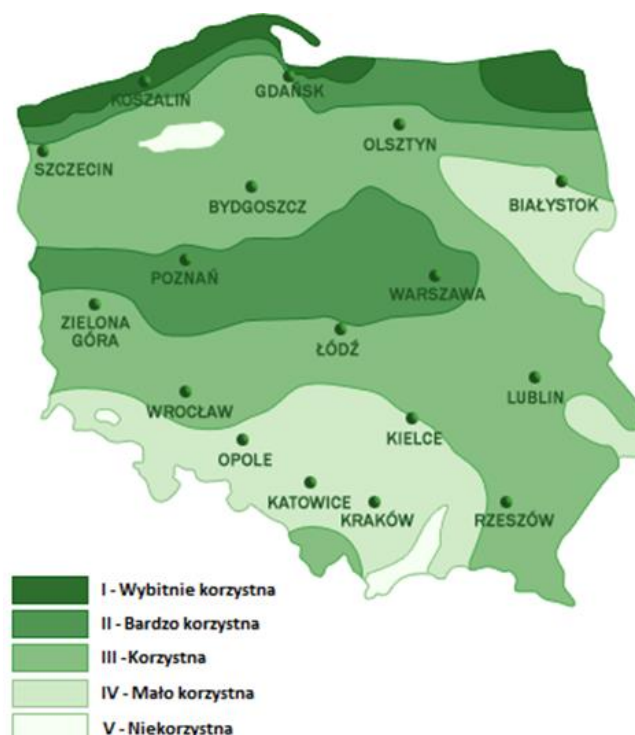 KOSZALIN
GDAŃSK
OLSZTYN
SZCZECIN
BYDGOSZCZ
BIAŁYSTOK
POZNAŃ
WARSZAWA
ZIELONA
GÓRA
ŁÓDŹ
WROCŁAW
LUBLIN
KIELCE
OPOLE
KATOWICE
KRAKÓW
RZESZÓW
I - Wybitnie korzystna
II - Bardzo korzystna
III -Korzystna
IV - Mało korzystna
V - Niekorzystna